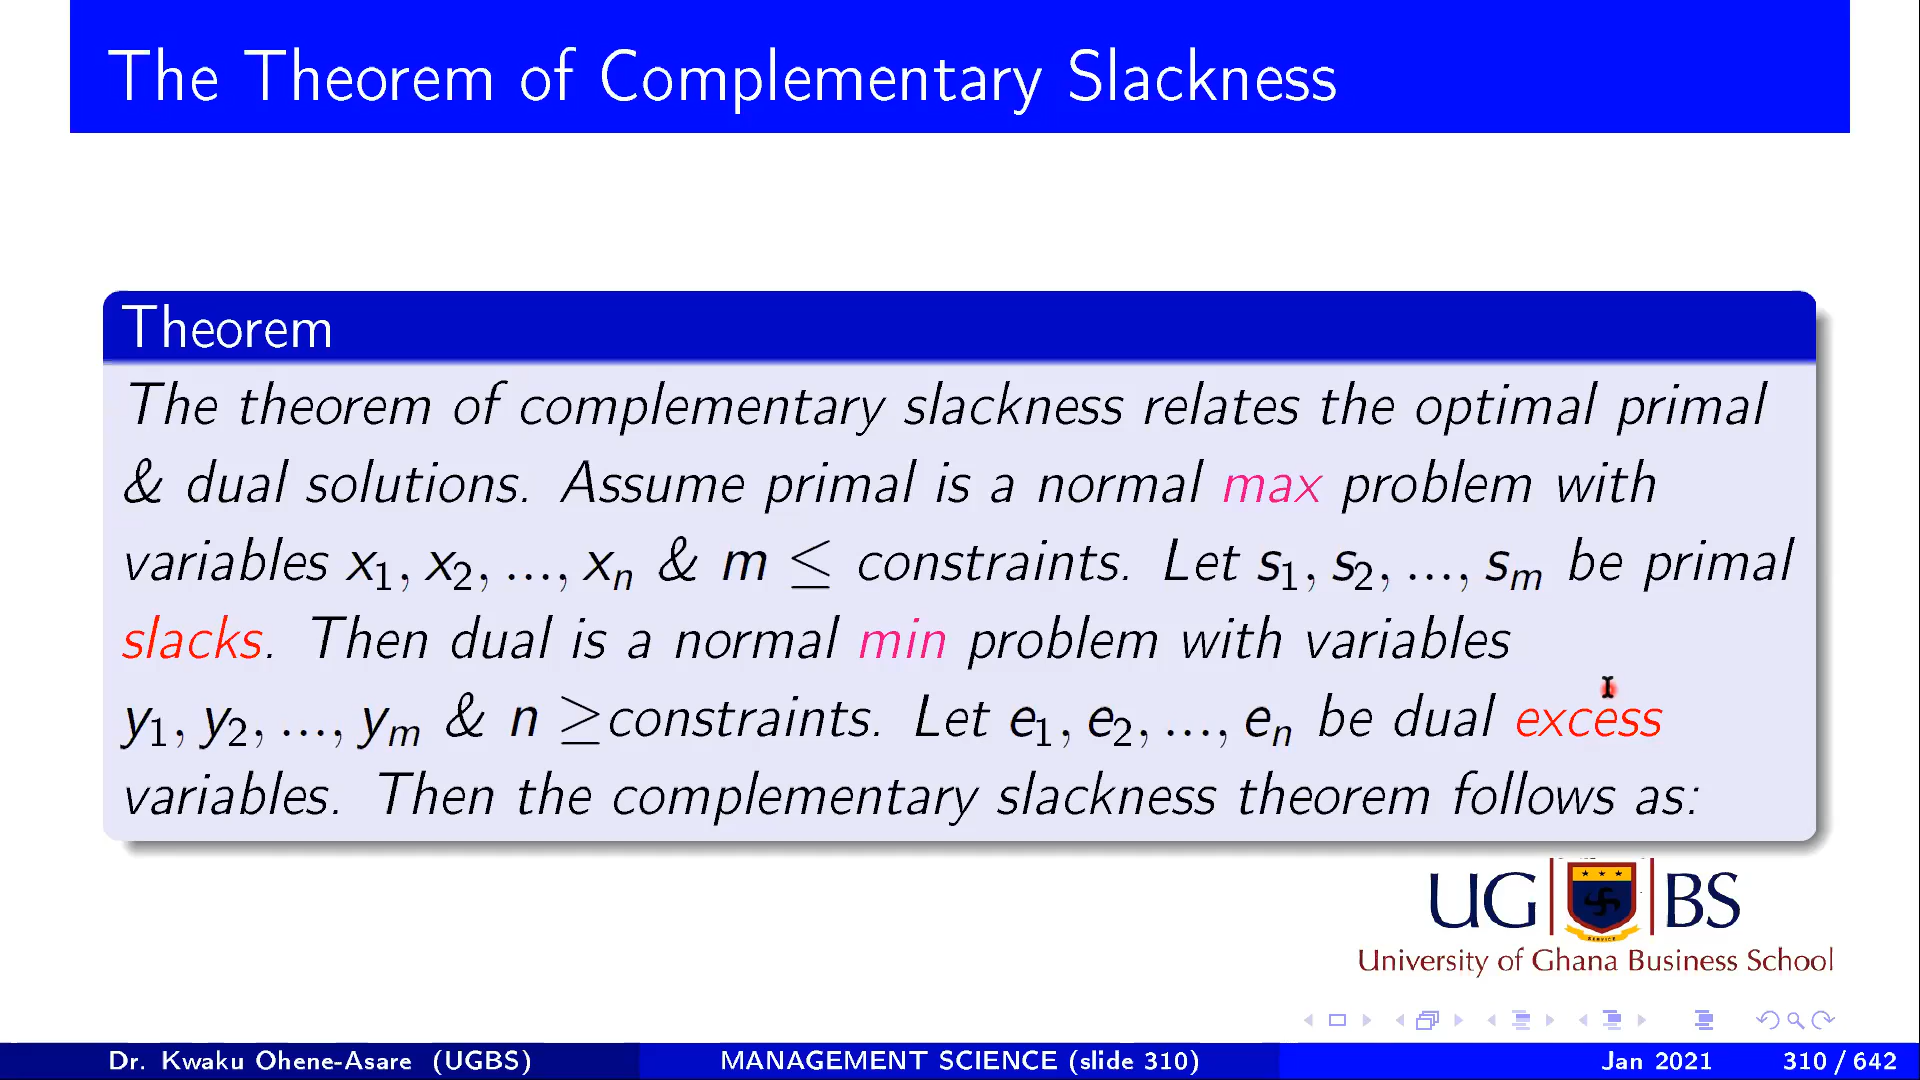 The Theorem of Complementary Slackness
Theorem
The theorem of complementary slackness relates the optimal primal
& dual solutions. Assume primal is a normal max problem with
variables x₁, x₂, ..., xₙ & m ≤ constraints. Let s₁, s₂, ..., sₘ be primal
slacks. Then dual is a normal min problem with variables
y₁, y₂, ..., yₘ & n ≥constraints. Let e₁, e₂, ..., eₙ be dual excess
variables. Then the complementary slackness theorem follows as:
UG BS
University of Ghana Business School
Dr. Kwaku Ohene-Asare (UGBS) MANAGEMENT SCIENCE (slide 310) Jan 2021 310 / 642